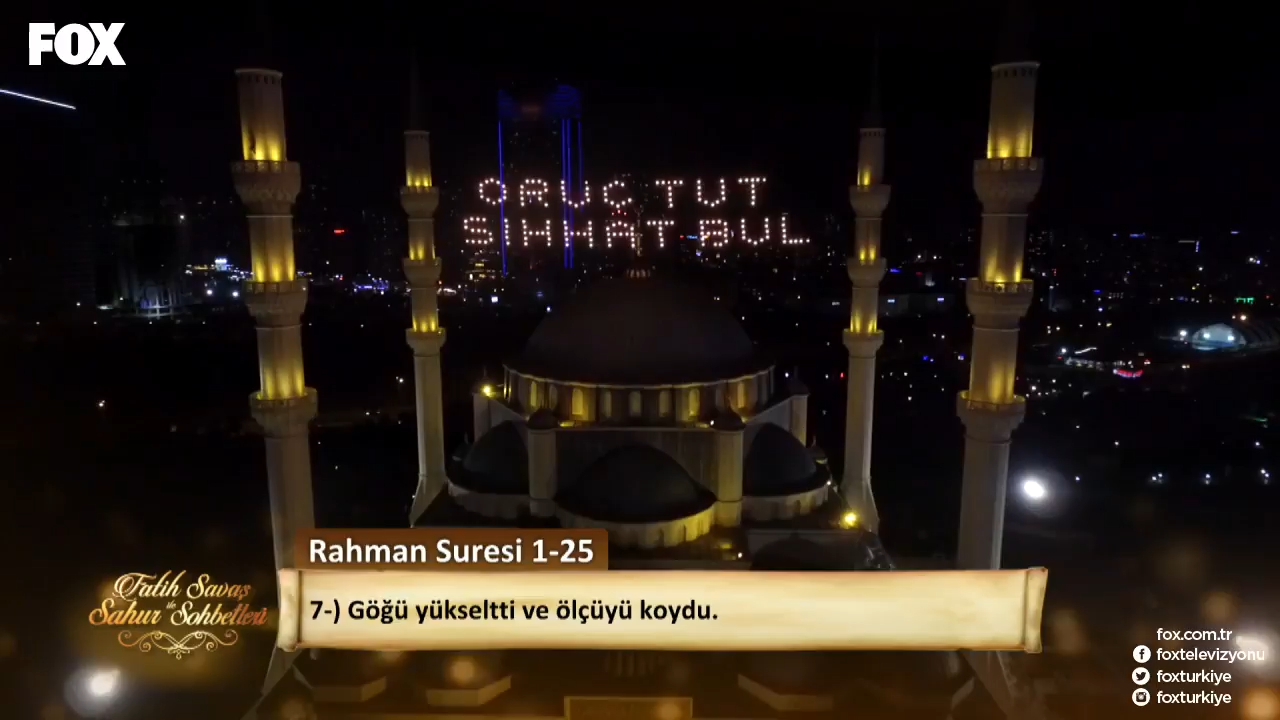 FOX
ORUC TUT
SIHHAT BUL
Rahman Suresi 1-25
7-) Göğü yükseltti ve ölçüyü koydu.
Fatih Savaş
ile
Sahur Sohbetleri
fox.com.tr
foxtelevizyonu
foxturkiye
foxturkiye